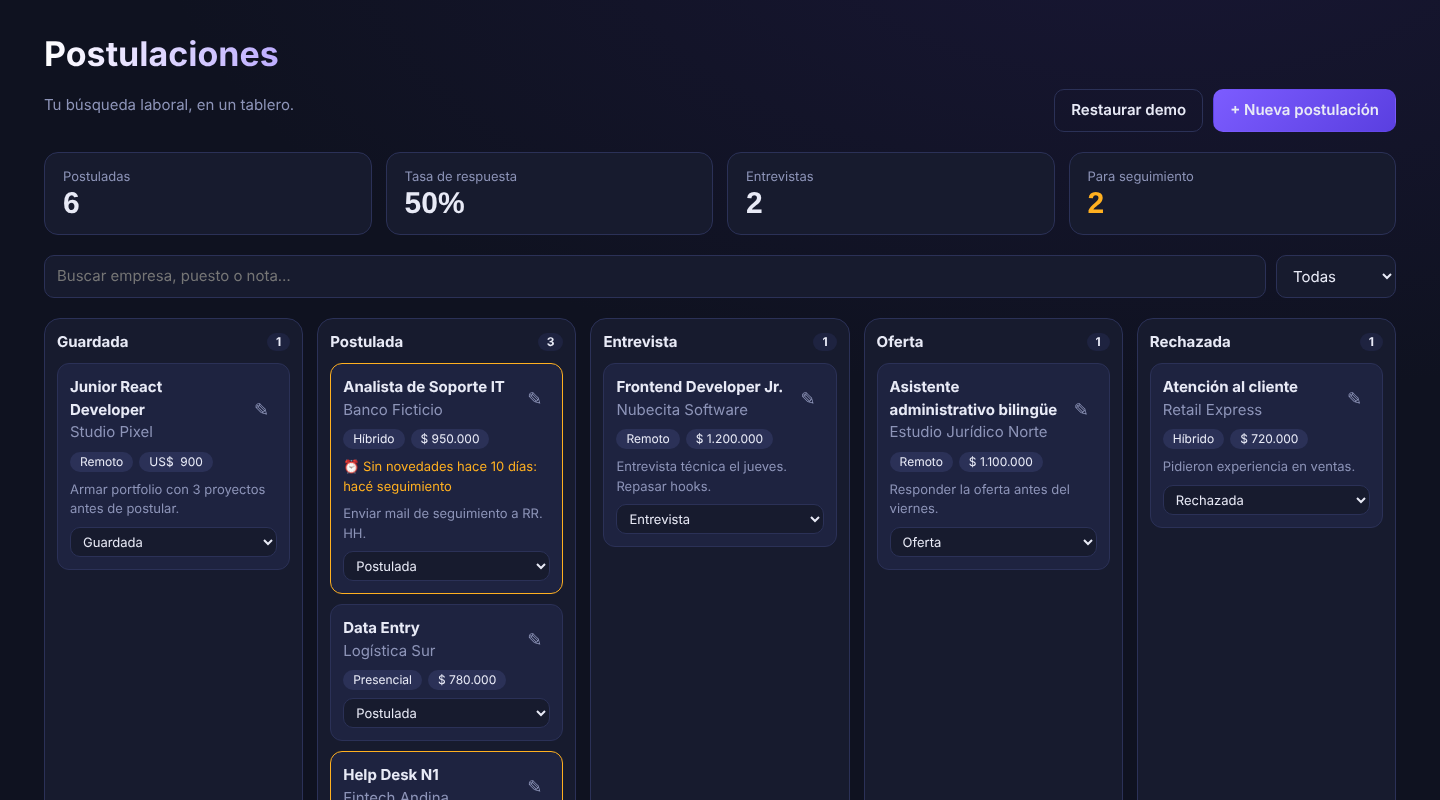 Postulaciones
Tu búsqueda laboral, en un tablero.
Restaurar demo
+ Nueva postulación
Postuladas
6
Tasa de respuesta
50%
Entrevistas
2
Para seguimiento
2
Buscar empresa, puesto o nota...
Todas
Guardada
1
Junior React
Developer
Studio Pixel
Remoto
US$ 900
Armar portfolio con 3 proyectos
antes de postular.
Guardada
Postulada
3
Analista de Soporte IT
Banco Ficticio
Híbrido
$ 950.000
⏰ Sin novedades hace 10 días:
hacé seguimiento
Enviar mail de seguimiento a RR.
HH.
Postulada
Data Entry
Logística Sur
Presencial
$ 780.000
Postulada
Help Desk N1
Fintech Andina
Entrevista
1
Frontend Developer Jr.
Nubecita Software
Remoto
$ 1.200.000
Entrevista técnica el jueves.
Repasar hooks.
Entrevista
Oferta
1
Asistente
administrativo bilingüe
Estudio Jurídico Norte
Remoto
$ 1.100.000
Responder la oferta antes del
viernes.
Oferta
Rechazada
1
Atención al cliente
Retail Express
Híbrido
$ 720.000
Pidieron experiencia en ventas.
Rechazada